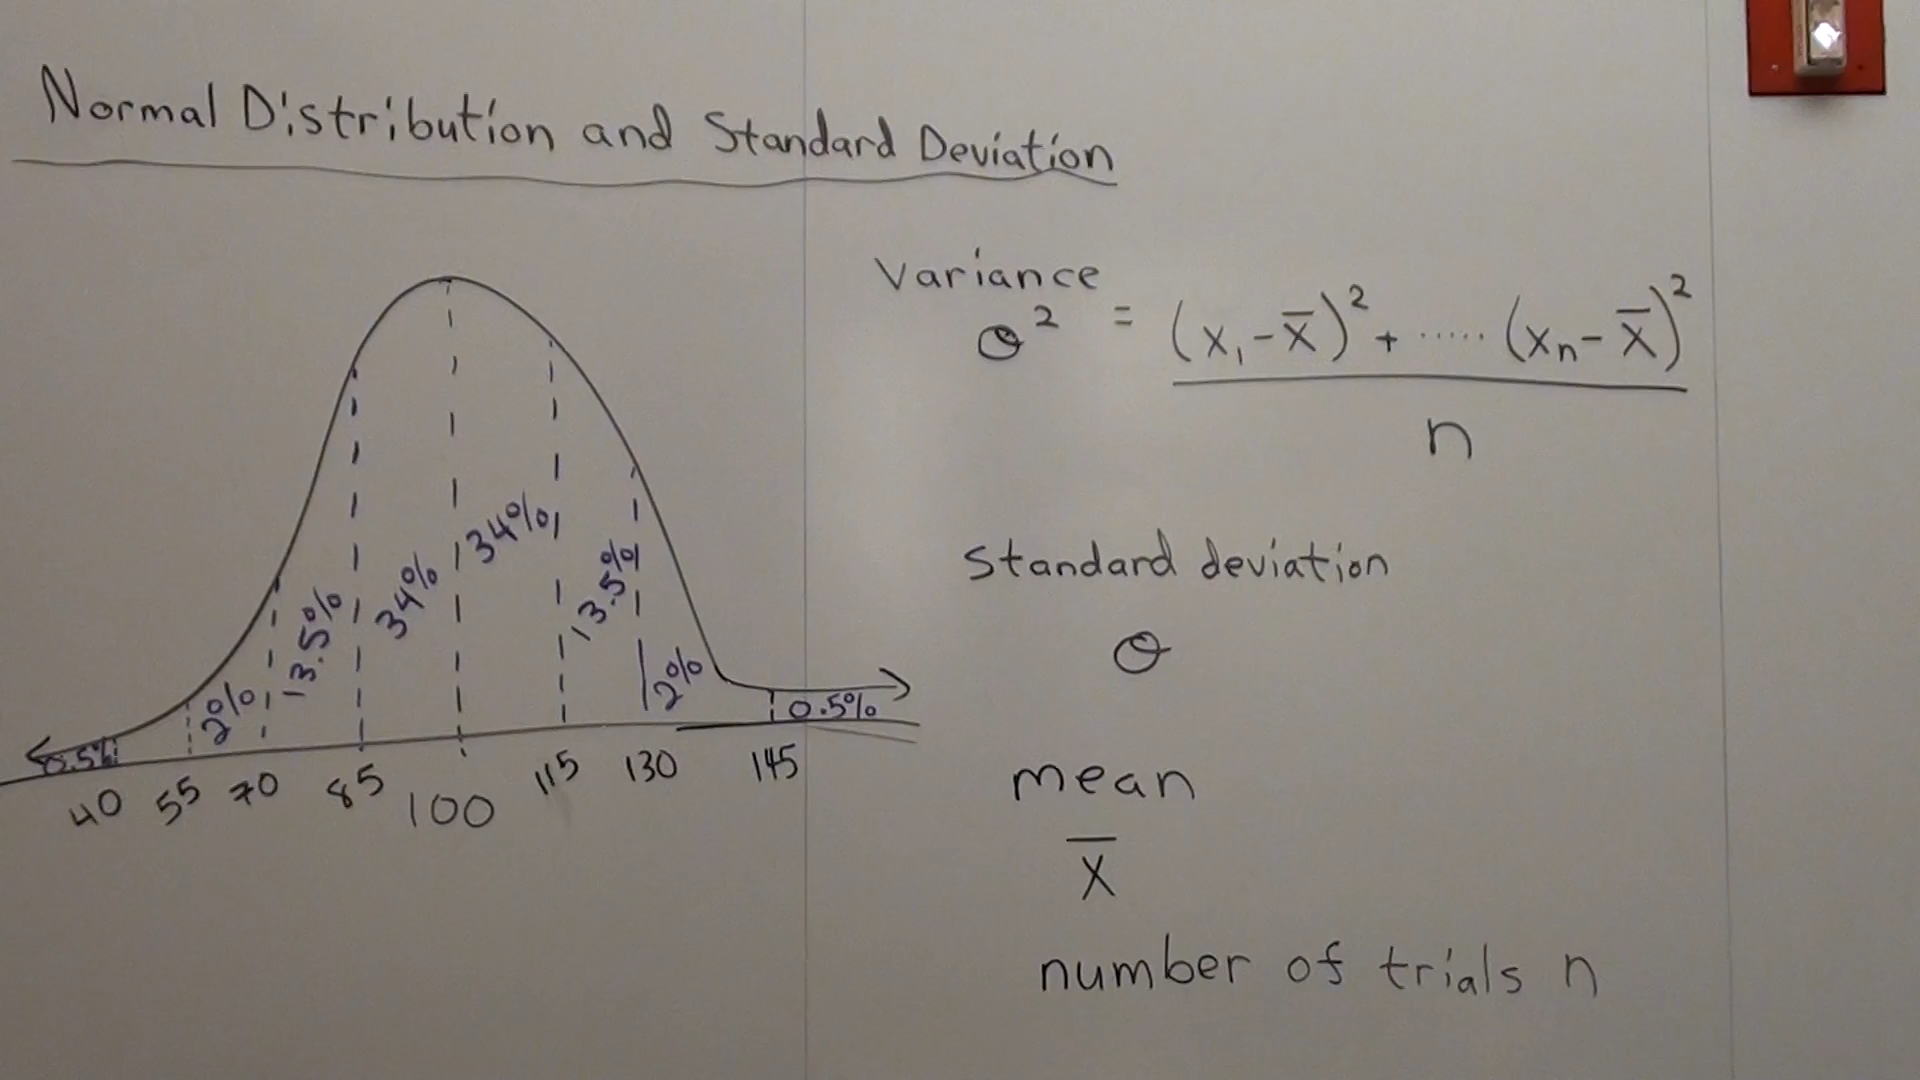 Normal Distribution and Standard Deviation
Variance
σ² = (x₁-x̅)² + ..... (xₙ-x̅)²
n
34%
34%
13.5%
13.5%
2%
2%
0.5%
0.5%
40 55 70 85 100 115 130 145
Standard deviation
σ
mean
x̅
number of trials n